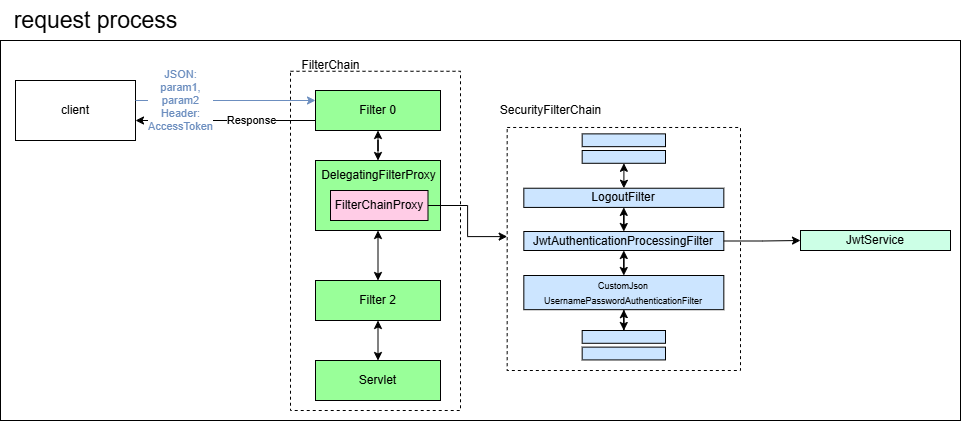 request process
FilterChain
client
JSON:
param1,
param2
Header:
AccessToken
Response
Filter 0
DelegatingFilterProxy
FilterChainProxy
Filter 2
Servlet
SecurityFilterChain
LogoutFilter
JwtAuthenticationProcessingFilter
CustomJson
UsernamePasswordAuthenticationFilter
JwtService